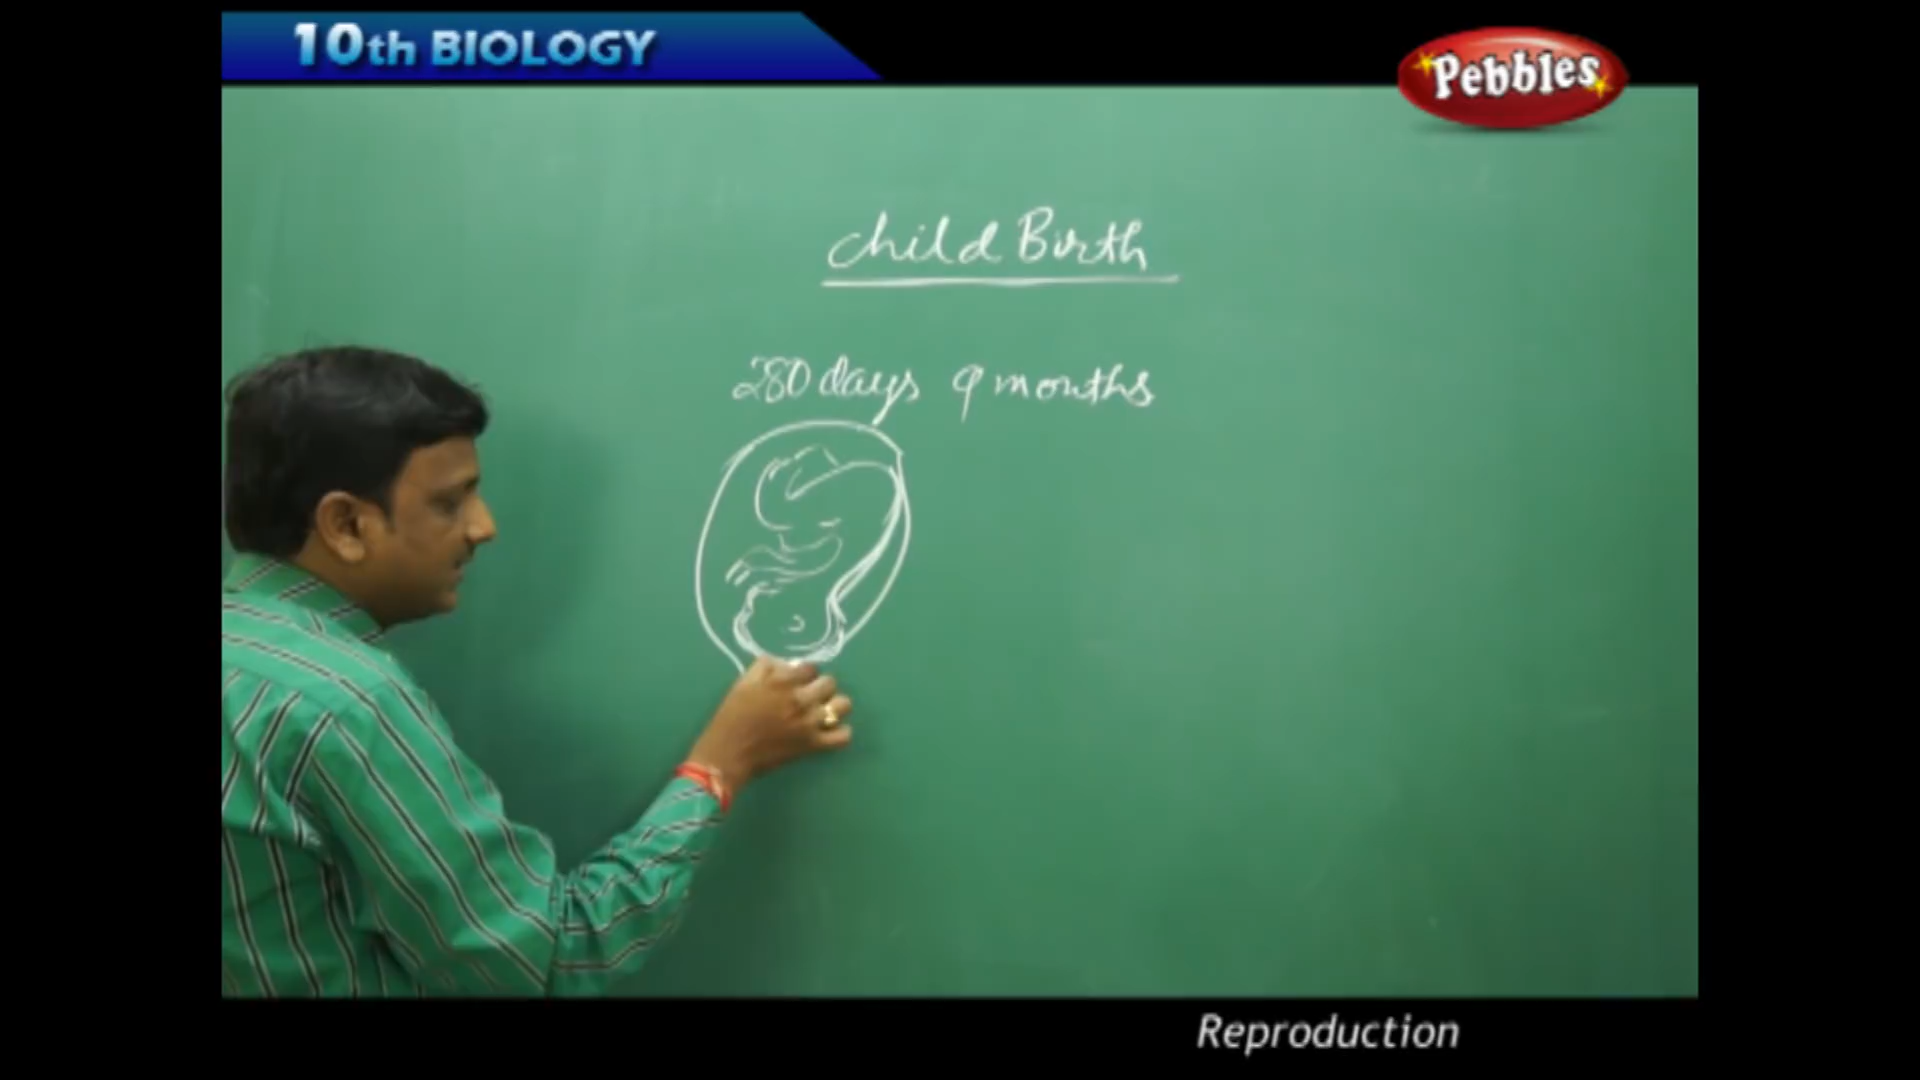 10th BIOLOGY
Pebbles
Child Birth
280 days 9 months
Reproduction